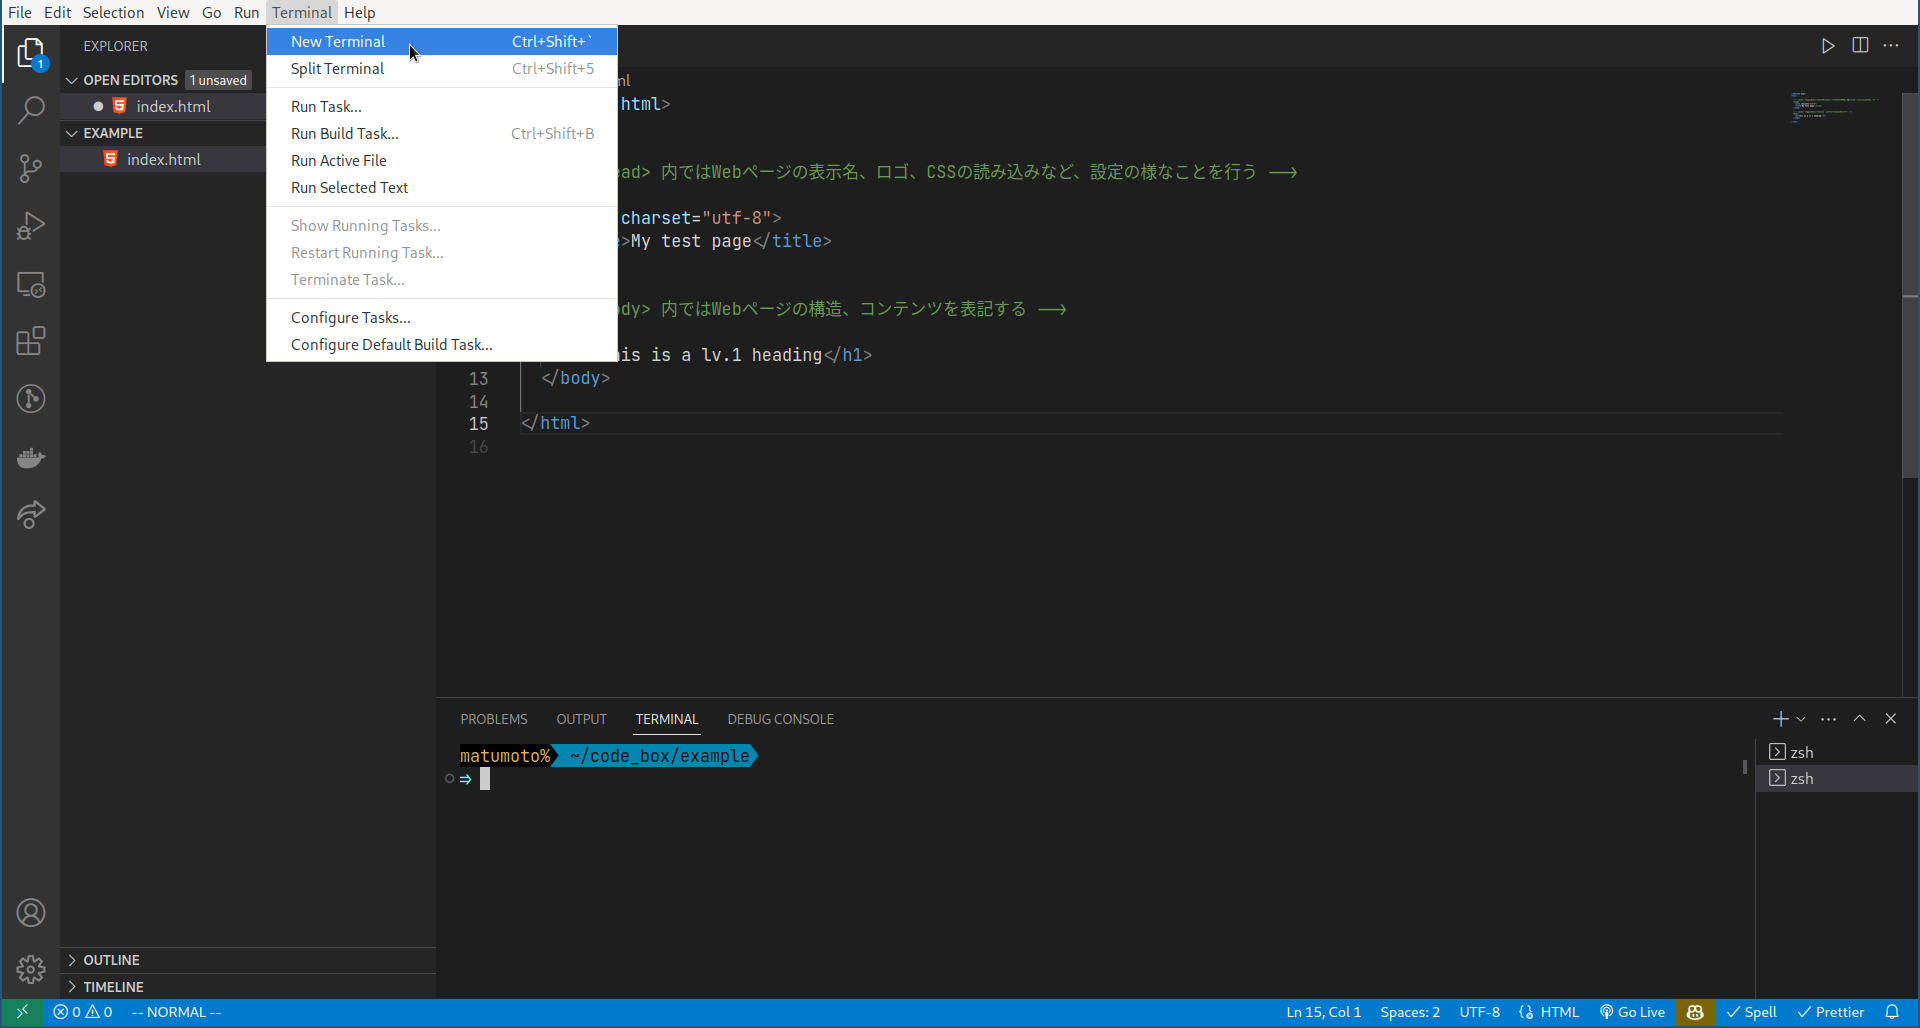 File Edit Selection View Go Run Terminal Help
New Terminal Ctrl+Shift+`
Split Terminal Ctrl+Shift+5
Run Task...
Run Build Task... Ctrl+Shift+B
Run Active File
Run Selected Text
Show Running Tasks...
Restart Running Task...
Terminate Task...
Configure Tasks...
Configure Default Build Task...
1
EXPLORER
OPEN EDITORS 1 unsaved
index.html
EXAMPLE
index.html
OUTLINE
TIMELINE
ml
html>
ead> 内ではWebページの表示名、ロゴ、CSSの読み込みなど、設定の様なことを行う -->
charset="utf-8">
>My test page</title>
ody> 内ではWebページの構造、コンテンツを表記する -->
his is a lv.1 heading</h1>
13 </body>
14
15 </html>
16
PROBLEMS OUTPUT TERMINAL DEBUG CONSOLE
matumoto% ~/code_box/example
⇒
zsh
zsh
0 0 -- NORMAL -- Ln 15, Col 1 Spaces: 2 UTF-8 HTML Go Live Spell Prettier